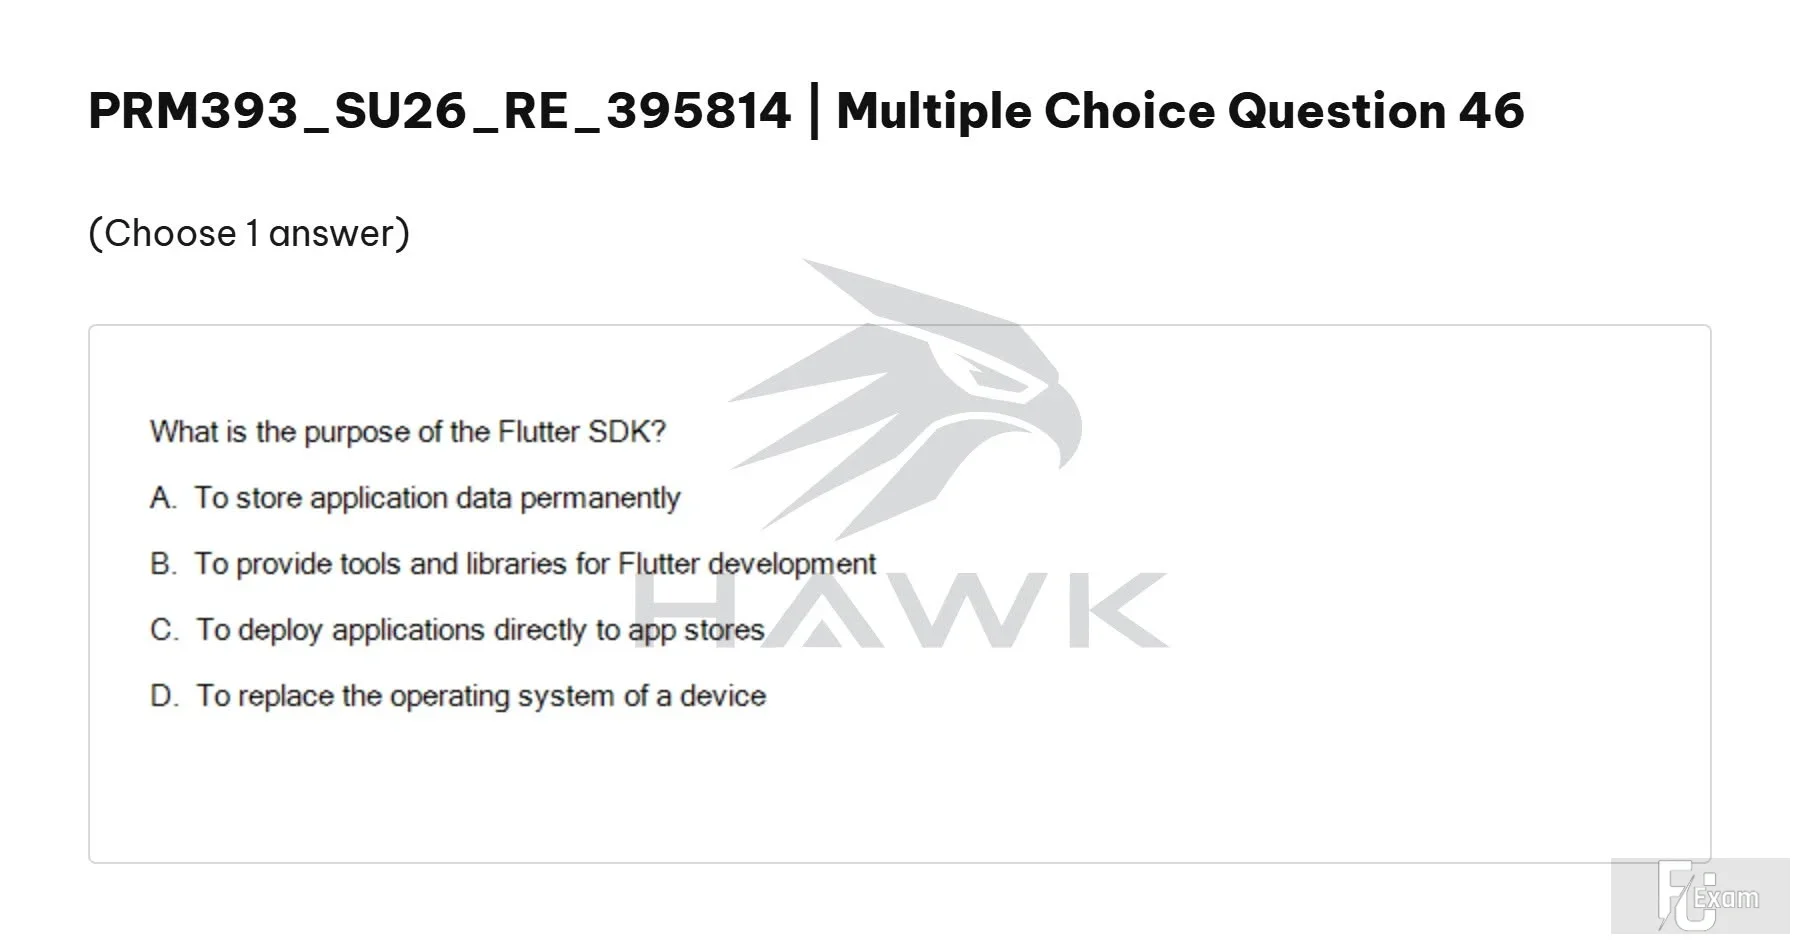 PRM393_SU26_RE_395814 | Multiple Choice Question 46
(Choose 1 answer)
What is the purpose of the Flutter SDK?
A. To store application data permanently
B. To provide tools and libraries for Flutter development
C. To deploy applications directly to app stores
D. To replace the operating system of a device
HAWK
FU Exam